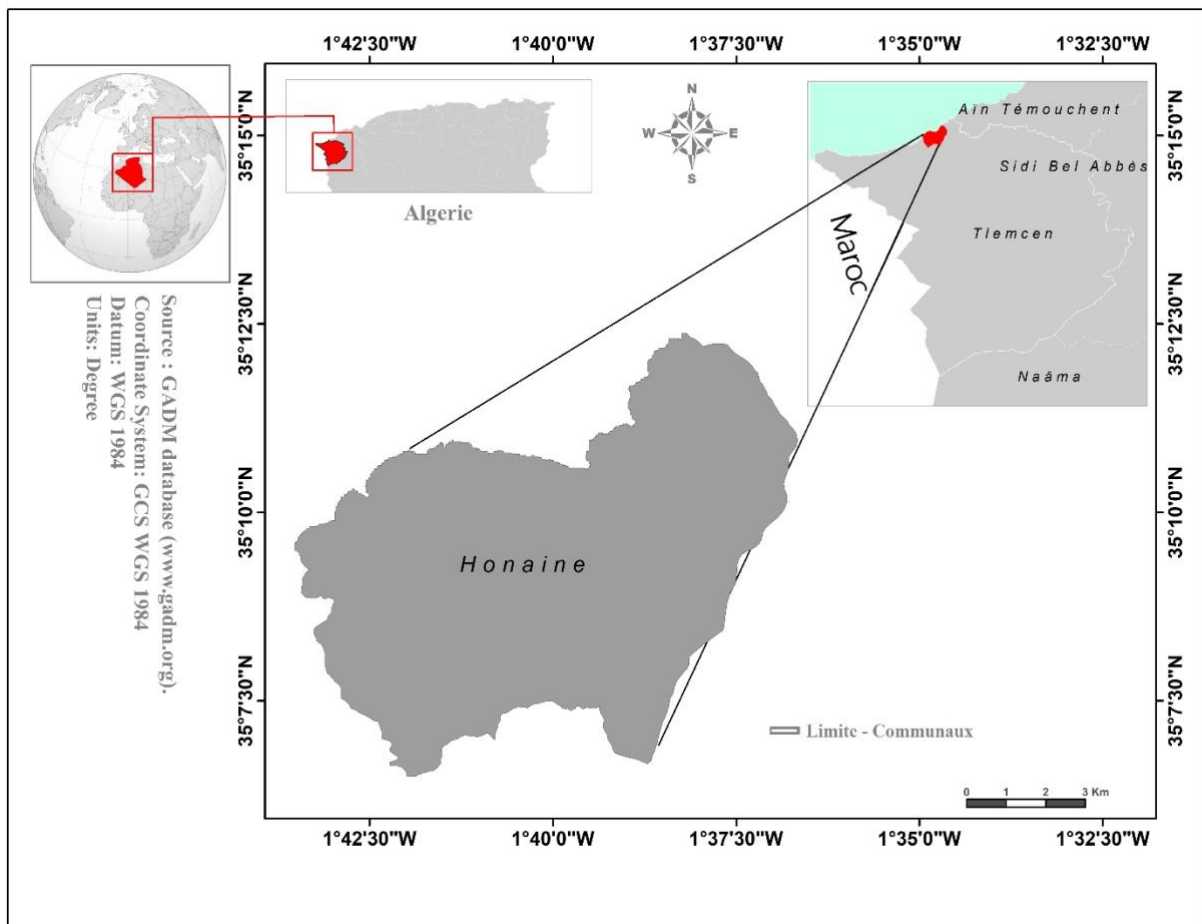 1°42'30"W 1°40'0"W 1°37'30"W 1°35'0"W 1°32'30"W
35°15'0"N
35°12'30"N
35°10'0"N
35°7'30"N
Algerie
N
W E
S
Aïn Témouchent
Sidi Bel Abbès
Tlemcen
Naâma
Maroc
35°15'0"N
35°12'30"N
35°10'0"N
35°7'30"N
Source : GADM database (www.gadm.org).
Coordinate System: GCS WGS 1984
Datum: WGS 1984
Units: Degree
Honaine
Limite - Communaux
0 1 2 3 Km
1°42'30"W 1°40'0"W 1°37'30"W 1°35'0"W 1°32'30"W